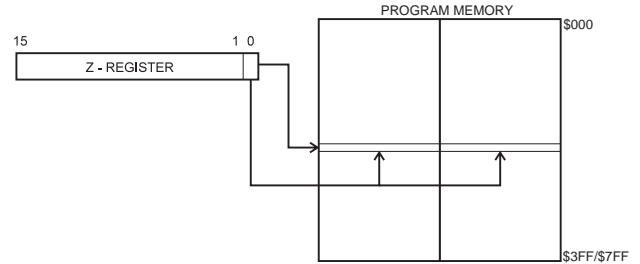 PROGRAM MEMORY
$000
15 1 0
Z - REGISTER
$3FF/$7FF